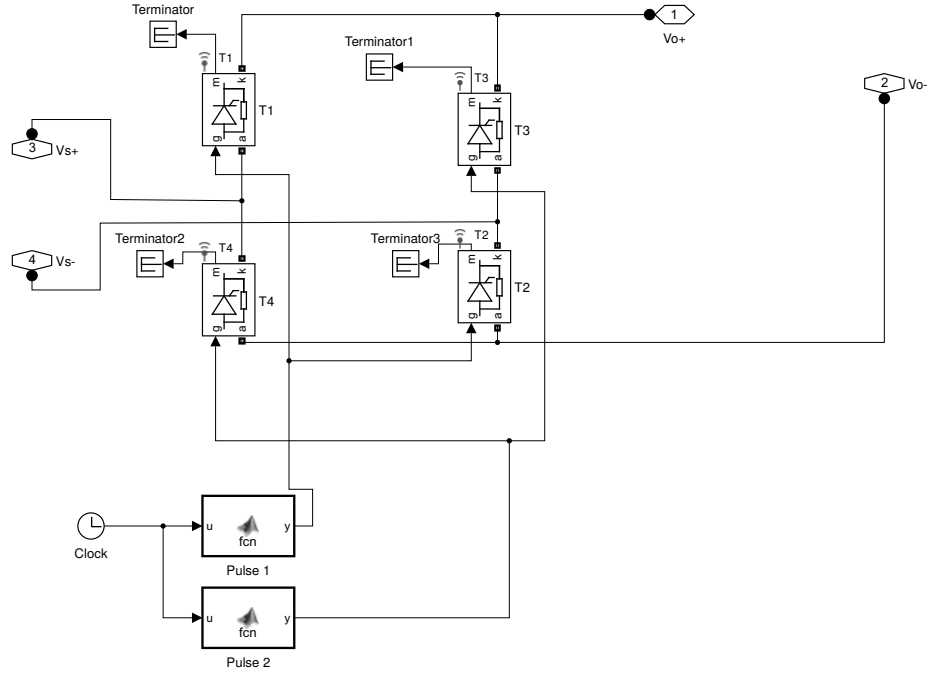 Terminator
1
Vo+
T1
Terminator1
m
k
T3
2
Vo-
T1
m
k
g
a
T3
3
Vs+
g
a
Terminator2
T4
Terminator3
T2
4
Vs-
m
k
m
k
T4
T2
g
a
g
a
u
fcn
y
Clock
Pulse 1
u
fcn
y
Pulse 2